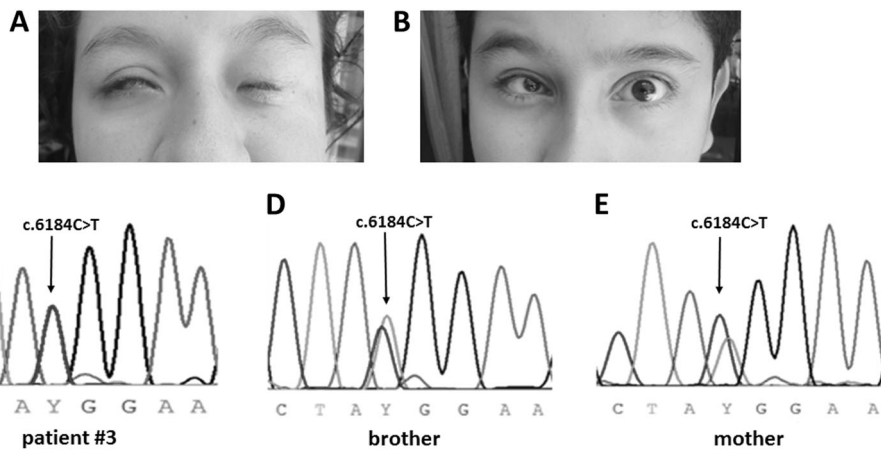 A
B
c.6184C>T
A Y G G A A
patient #3
D
c.6184C>T
C T A Y G G A A
brother
E
c.6184C>T
C T A Y G G A A
mother